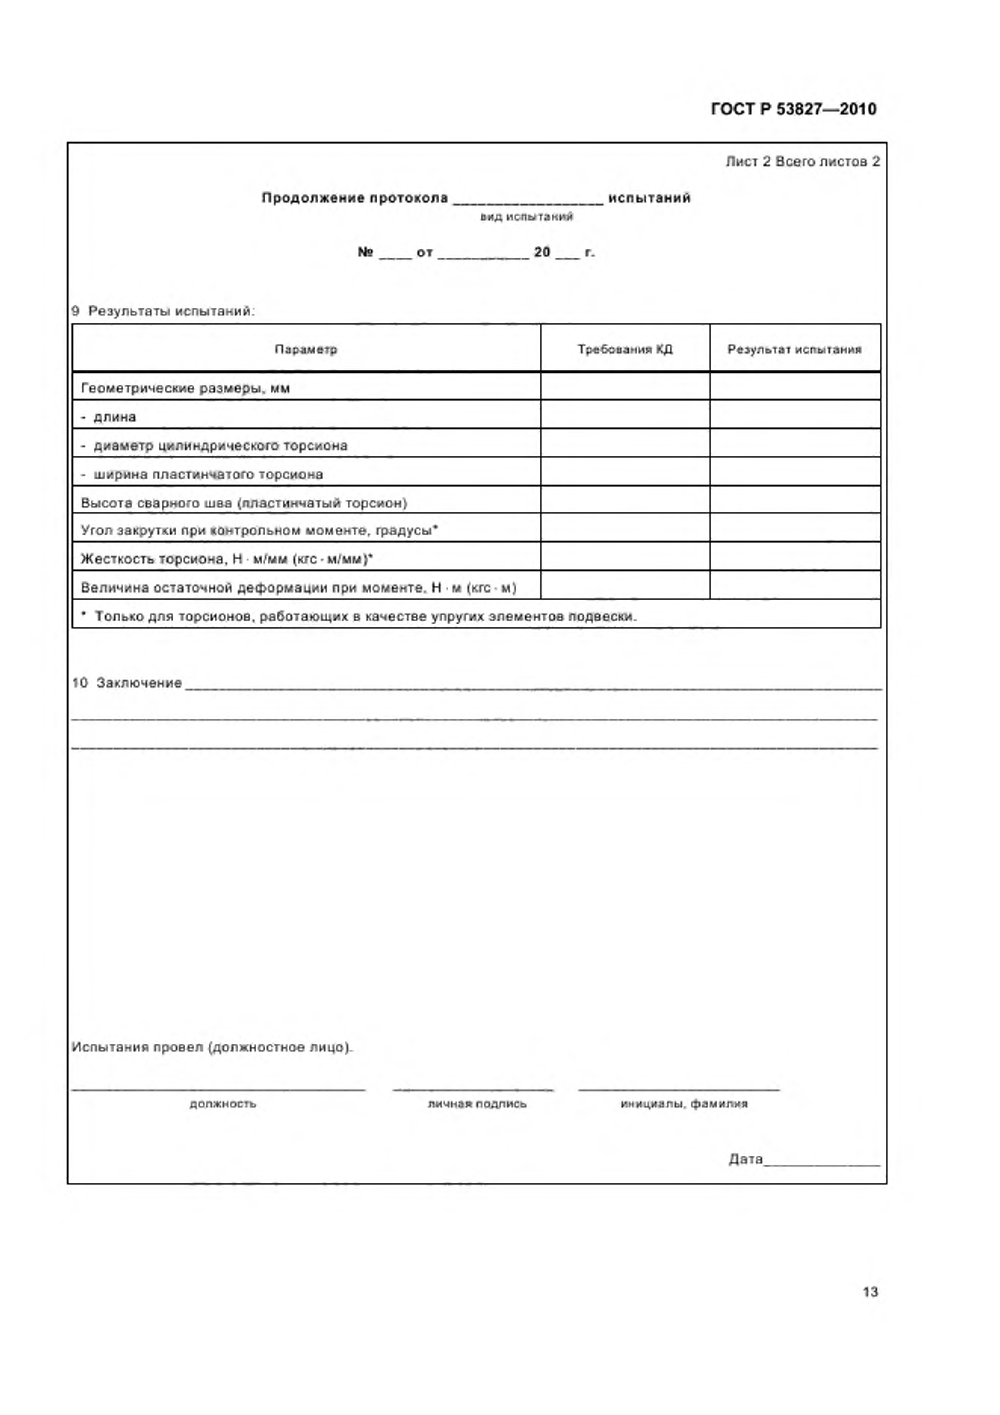 ГОСТ Р 53827—2010
Лист 2 Всего листов 2
Продолжение протокола ____________________ испытаний
вид испытаний
№ ____ от ____________ 20 ___ г.
9 Результаты испытаний:
Параметр Требования КД Результат испытания
Геометрические размеры, мм
- длина
- диаметр цилиндрического торсиона
- ширина пластинчатого торсиона
Высота сварного шва (пластинчатый торсион)
Угол закрутки при контрольном моменте, градусы*
Жесткость торсиона, Н · м/мм (кгс · м/мм)*
Величина остаточной деформации при моменте, Н · м (кгс · м)
* Только для торсионов, работающих в качестве упругих элементов подвески.
10 Заключение
Испытания провел (должностное лицо).
должность личная подпись инициалы, фамилия
Дата_______________
13